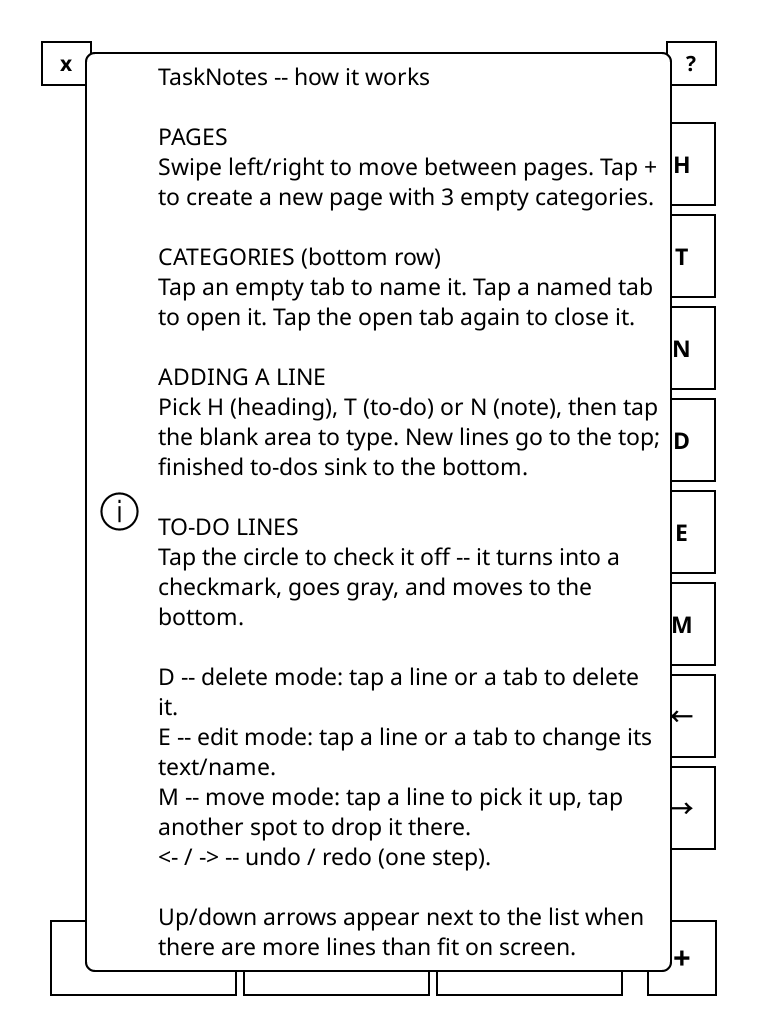 x
?
TaskNotes -- how it works
PAGES
Swipe left/right to move between pages. Tap +
to create a new page with 3 empty categories.
CATEGORIES (bottom row)
Tap an empty tab to name it. Tap a named tab
to open it. Tap the open tab again to close it.
ADDING A LINE
Pick H (heading), T (to-do) or N (note), then tap
the blank area to type. New lines go to the top;
finished to-dos sink to the bottom.
TO-DO LINES
Tap the circle to check it off -- it turns into a
checkmark, goes gray, and moves to the
bottom.
D -- delete mode: tap a line or a tab to delete
it.
E -- edit mode: tap a line or a tab to change its
text/name.
M -- move mode: tap a line to pick it up, tap
another spot to drop it there.
<- / -> -- undo / redo (one step).
Up/down arrows appear next to the list when
there are more lines than fit on screen.
H
T
N
D
E
M
←
→
+